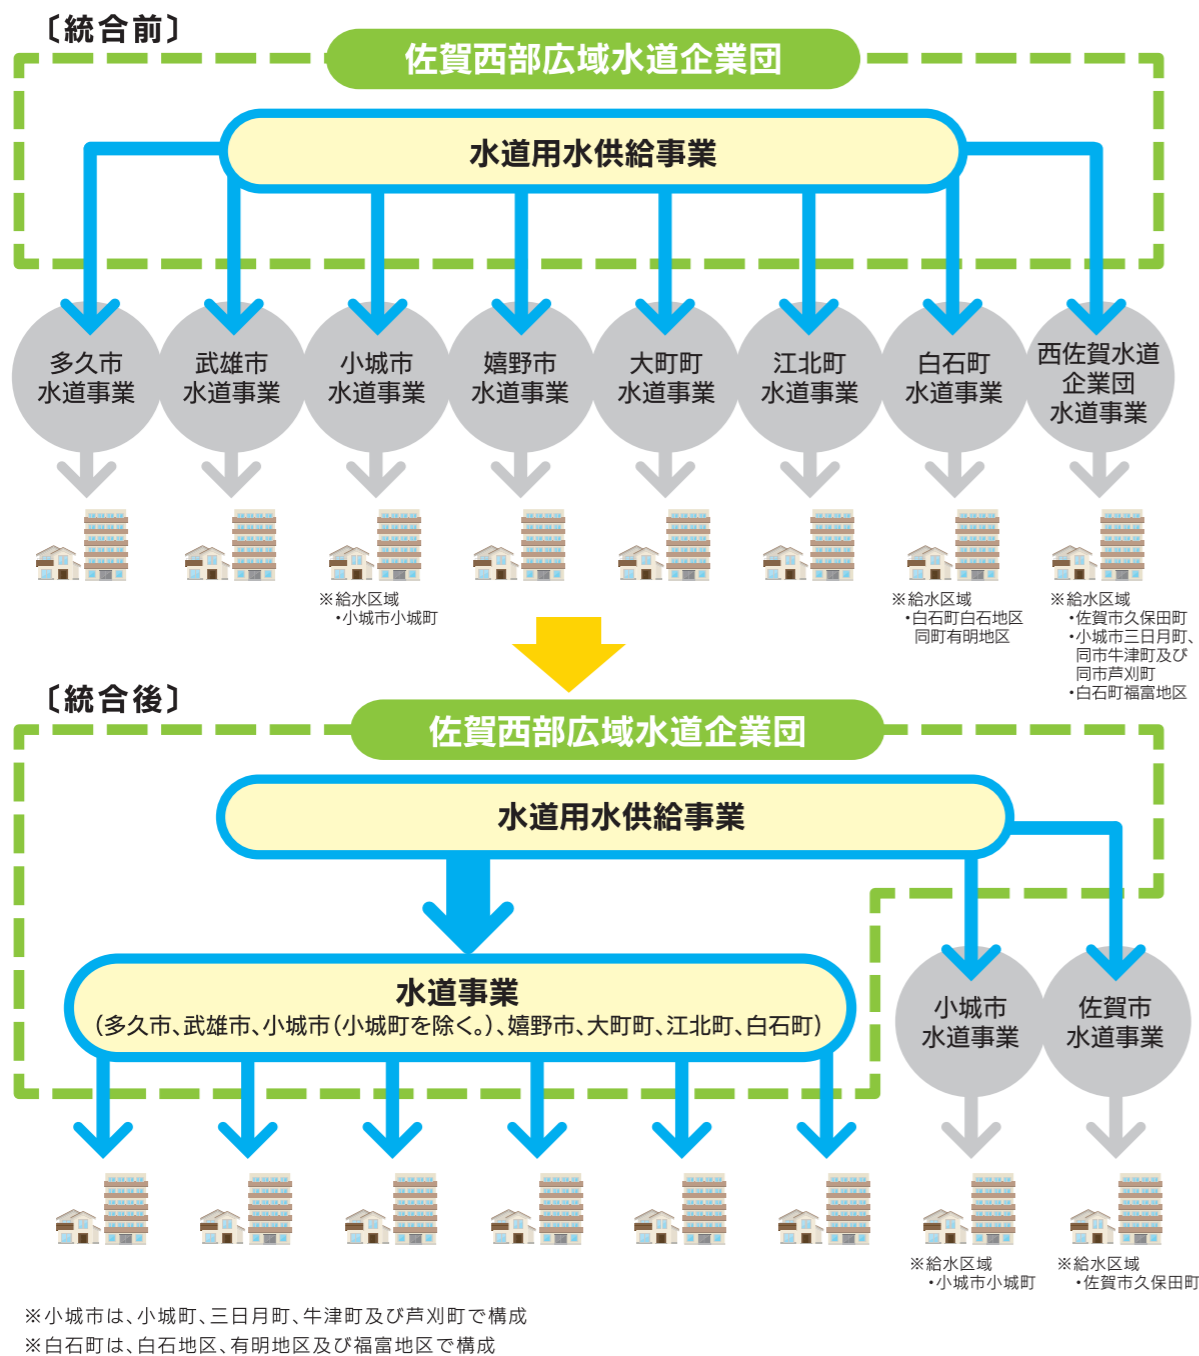 〔統合前〕
佐賀西部広域水道企業団
水道用水供給事業
多久市
水道事業
武雄市
水道事業
小城市
水道事業
嬉野市
水道事業
大町町
水道事業
江北町
水道事業
白石町
水道事業
西佐賀水道
企業団
水道事業
※給水区域
・小城市小城町
※給水区域
・白石町白石地区
同町有明地区
※給水区域
・佐賀市久保田町
・小城市三日月町、
同市牛津町及び
同市芦刈町
・白石町福富地区
〔統合後〕
佐賀西部広域水道企業団
水道用水供給事業
水道事業
（多久市、武雄市、小城市（小城町を除く。）、嬉野市、大町町、江北町、白石町）
小城市
水道事業
佐賀市
水道事業
※給水区域
・小城市小城町
※給水区域
・佐賀市久保田町
※小城市は、小城町、三日月町、牛津町及び芦刈町で構成
※白石町は、白石地区、有明地区及び福富地区で構成